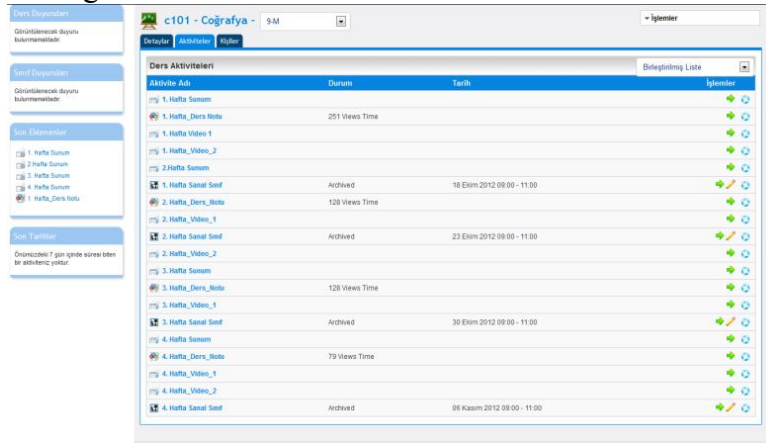 Ders Duyuruları
Görüntülenecek duyuru
bulunmamaktadır.
Sınıf Duyuruları
Görüntülenecek duyuru
bulunmamaktadır.
Son Eklenenler
1. Hafta Sunum
2.Hafta Sunum
3. Hafta Sunum
4. Hafta Sunum
1. Hafta_Ders Notu
Son Tarihler
Önümüzdeki 7 gün içinde süresi biten
bir aktiviteniz yoktur.
c101 - Coğrafya - 9-M
İşlemler
Detaylar Aktiviteler Kişiler
Ders Aktiviteleri Birleştirilmiş Liste
Aktivite Adı Durum Tarih İşlemler
1. Hafta Sunum
1. Hafta_Ders Notu 251 Views Time
1. Hafta Video 1
1. Hafta_Video_2
2.Hafta Sunum
1. Hafta Sanal Sınıf Archived 18 Ekim 2012 09:00 - 11:00
2. Hafta_Ders_Notu 128 Views Time
2. Hafta_Video_1
2. Hafta Sanal Sınıf Archived 23 Ekim 2012 09:00 - 11:00
2. Hafta_Video_2
3. Hafta Sunum
3. Hafta_Ders_Notu 128 Views Time
3. Hafta_Video_1
3. Hafta Sanal Sınıf Archived 30 Ekim 2012 09:00 - 11:00
4. Hafta Sunum
4. Hafta_Ders_Notu 79 Views Time
4. Hafta_Video_1
4. Hafta_Video_2
4. Hafta Sanal Sınıf Archived 06 Kasım 2012 09:00 - 11:00